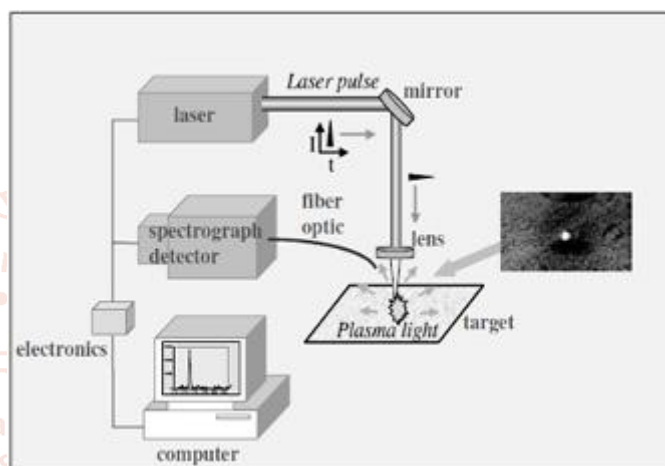 Laser pulse
mirror
laser
I
t
fiber
optic
lens
spectrograph
detector
Plasma light
target
electronics
computer